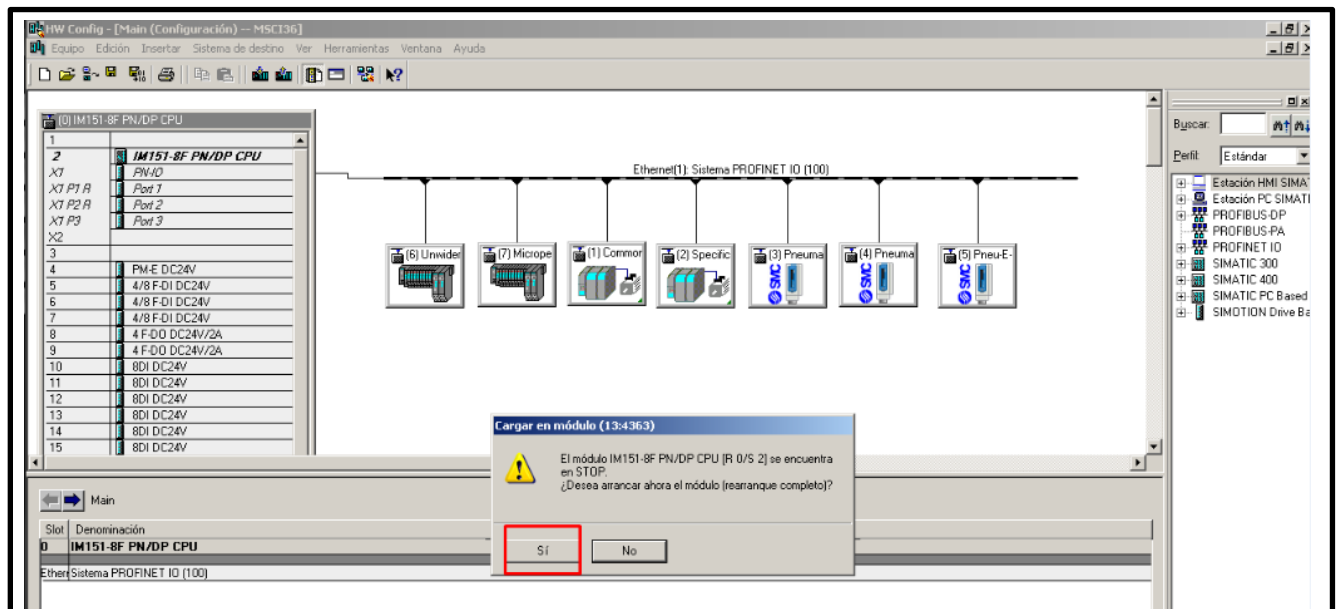 HW Config - [Main (Configuración) -- MSCI36]
Equipo Edición Insertar Sistema de destino Ver Herramientas Ventana Ayuda
(0) IM151-8F PN/DP CPU
1
2 IM151-8F PN/DP CPU
X1 PN-IO
X1 P1 R Port 1
X1 P2 R Port 2
X1 P3 Port 3
X2
3
4 PM-E DC24V
5 4/8 F-DI DC24V
6 4/8 F-DI DC24V
7 4/8 F-DI DC24V
8 4 F-DO DC24V/2A
9 4 F-DO DC24V/2A
10 8DI DC24V
11 8DI DC24V
12 8DI DC24V
13 8DI DC24V
14 8DI DC24V
15 8DI DC24V
Ethernet(1): Sistema PROFINET IO (100)
(6) Unwider
(7) Micrope
(1) Common
(2) Specific
(3) Pneuma
(4) Pneuma
(5) Pneu-E-
SMC
SMC
SMC
Buscar:
Perfil: Estándar
Estación HMI SIMA
Estación PC SIMATI
PROFIBUS-DP
PROFIBUS-PA
PROFINET IO
SIMATIC 300
SIMATIC 400
SIMATIC PC Based
SIMOTION Drive Ba
Cargar en módulo (13:4363)
El módulo IM151-8F PN/DP CPU [R 0/S 2] se encuentra
en STOP.
¿Desea arrancar ahora el módulo (rearranque completo)?
Sí No
Main
Slot Denominación
0 IM151-8F PN/DP CPU
Ethern Sistema PROFINET IO (100)